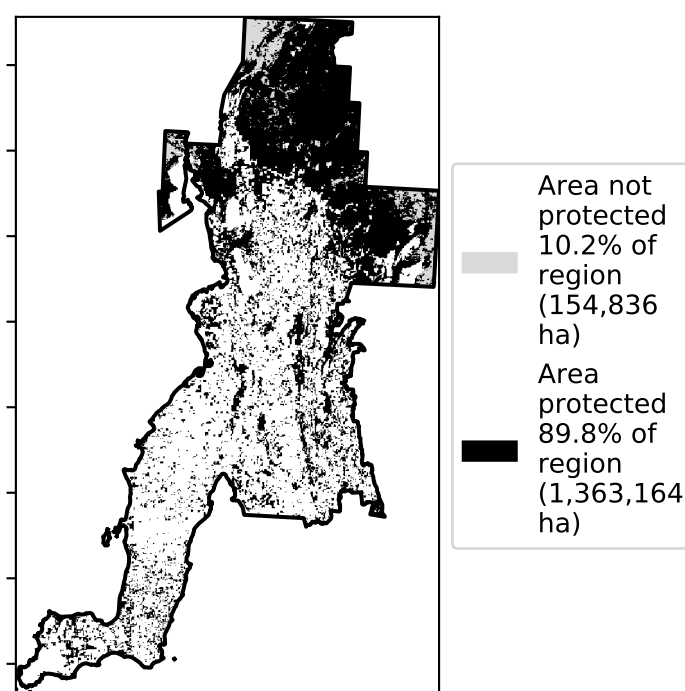 Area not
protected
10.2% of
region
(154,836
ha)
Area
protected
89.8% of
region
(1,363,164
ha)